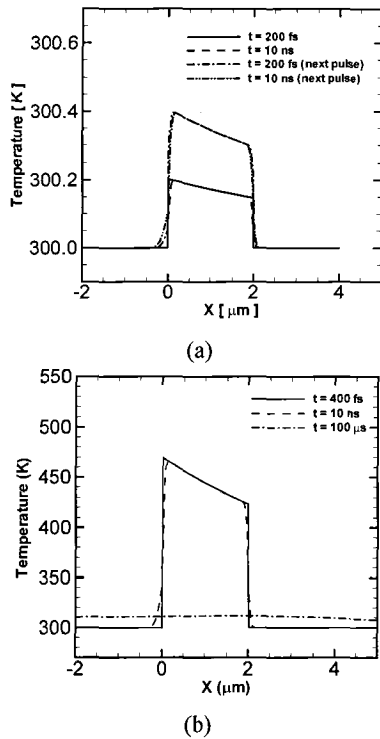 300.6
300.4
300.2
300.0
Temperature [ K ]
t = 200 fs
t = 10 ns
t = 200 fs (next pulse)
t = 10 ns (next pulse)
-2 0 2 4
X [ μm ]
(a)
550
500
450
400
350
300
Temperature (K)
t = 400 fs
t = 10 ns
t = 100 μs
-2 0 2 4
X (μm)
(b)